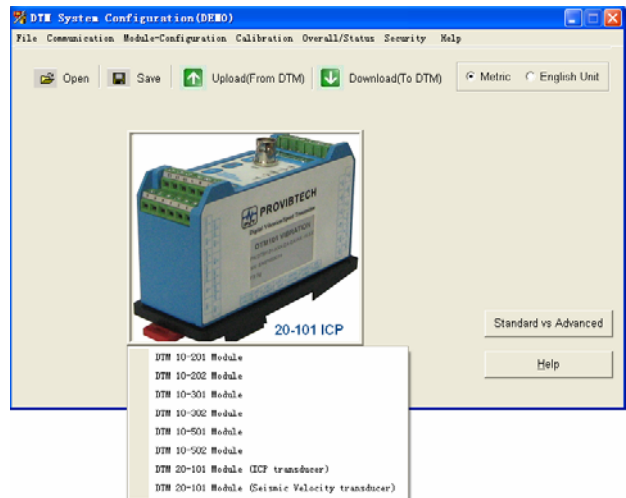 DTM System Configuration(DEMO)
File Communication Module-Configuration Calibration Overall/Status Security Help
Open Save Upload(From DTM) Download(To DTM) Metric English Unit
PROVIBTECH
20-101 ICP
Standard vs Advanced
Help
DTM 10-201 Module
DTM 10-202 Module
DTM 10-301 Module
DTM 10-302 Module
DTM 10-501 Module
DTM 10-502 Module
DTM 20-101 Module (ICP transducer)
DTM 20-101 Module (Seismic Velocity transducer)